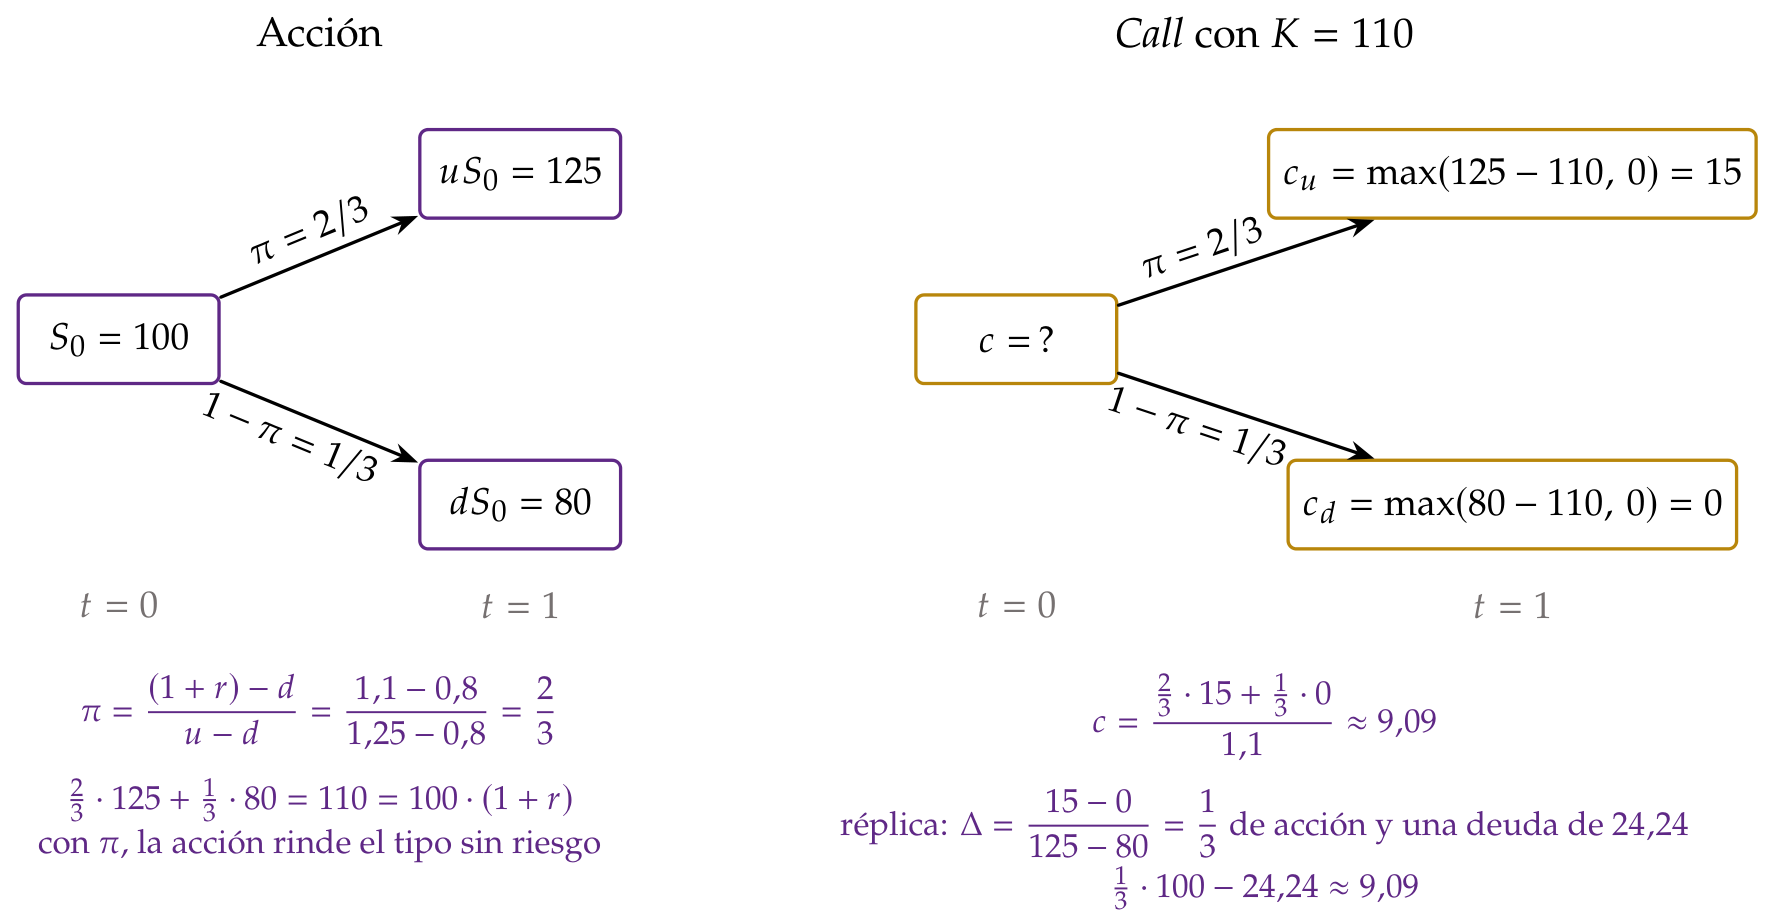 Acción
uS₀ = 125
π = 2/3
S₀ = 100
1 − π = 1/3
dS₀ = 80
t = 0
t = 1
π = ((1 + r) − d)/(u − d) = (1,1 − 0,8)/(1,25 − 0,8) = 2/3
2/3 · 125 + 1/3 · 80 = 110 = 100 · (1 + r)
con π, la acción rinde el tipo sin riesgo
Call con K = 110
c_u = max(125 − 110, 0) = 15
π = 2/3
c = ?
1 − π = 1/3
c_d = max(80 − 110, 0) = 0
t = 0
t = 1
c = (2/3 · 15 + 1/3 · 0)/1,1 ≈ 9,09
réplica: Δ = (15 − 0)/(125 − 80) = 1/3 de acción y una deuda de 24,24
1/3 · 100 − 24,24 ≈ 9,09